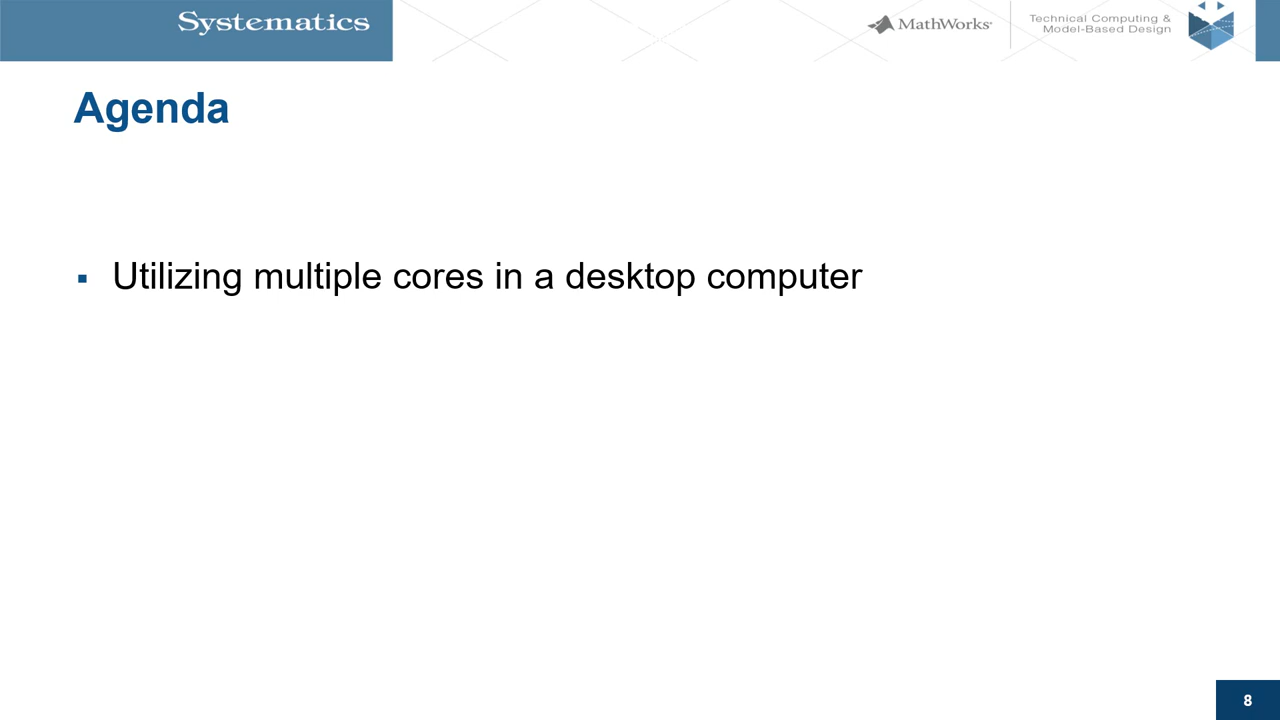 Systematics
MathWorks
Technical Computing &
Model-Based Design
Agenda
▪ Utilizing multiple cores in a desktop computer
8